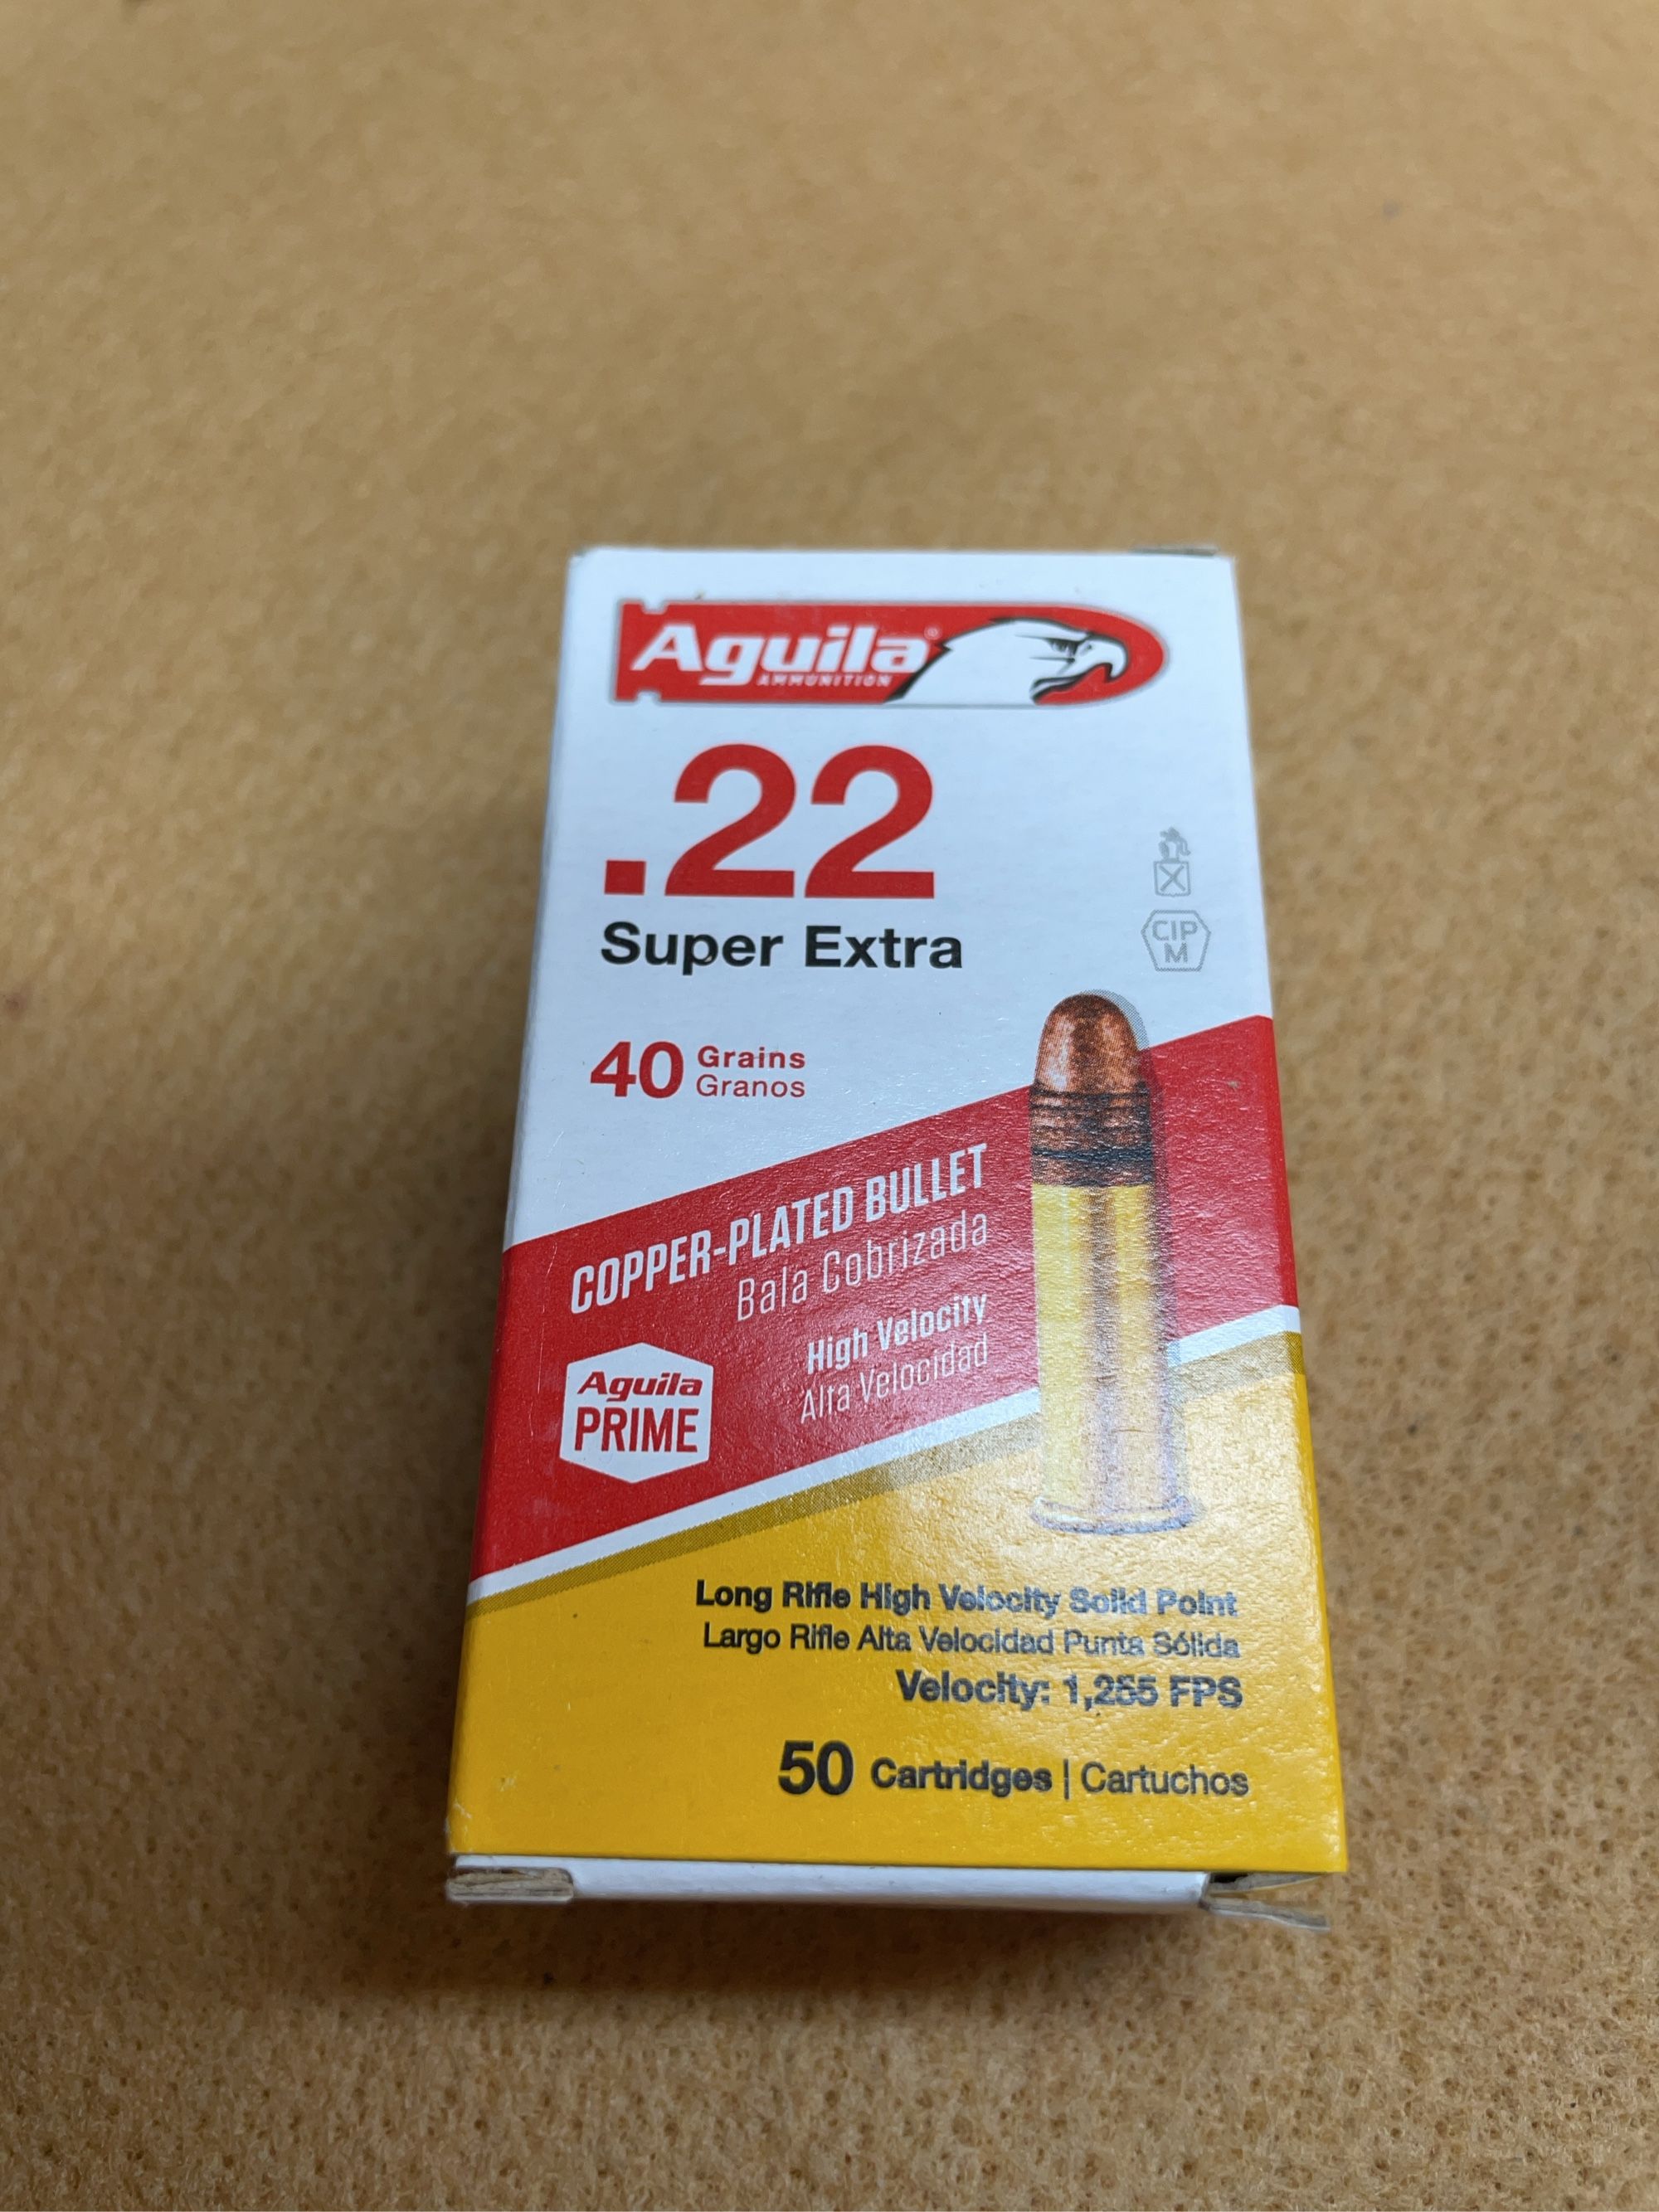 Aguila®
AMMUNITION
.22
Super Extra
CIP
M
40 Grains
Granos
COPPER-PLATED BULLET
Bala Cobrizada
High Velocity
Alta Velocidad
Aguila
PRIME
Long Rifle High Velocity Solid Point
Largo Rifle Alta Velocidad Punta Sólida
Velocity: 1,255 FPS
50 Cartridges | Cartuchos